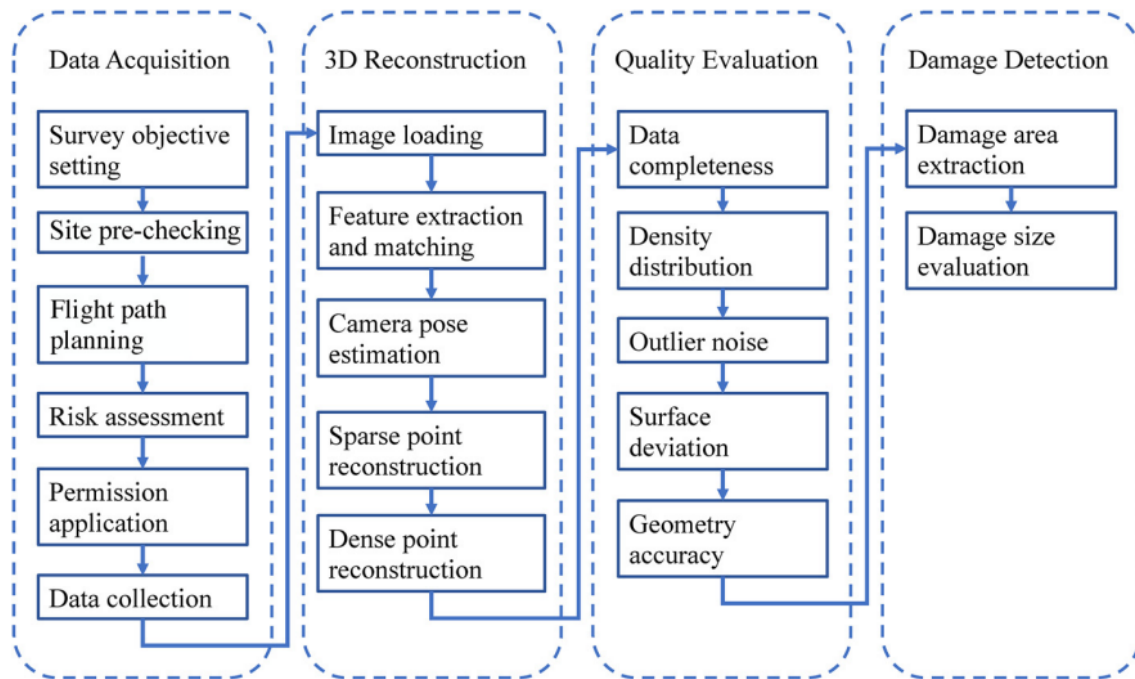 Data Acquisition
Survey objective
setting
Site pre-checking
Flight path
planning
Risk assessment
Permission
application
Data collection
3D Reconstruction
Image loading
Feature extraction
and matching
Camera pose
estimation
Sparse point
reconstruction
Dense point
reconstruction
Quality Evaluation
Data
completeness
Density
distribution
Outlier noise
Surface
deviation
Geometry
accuracy
Damage Detection
Damage area
extraction
Damage size
evaluation